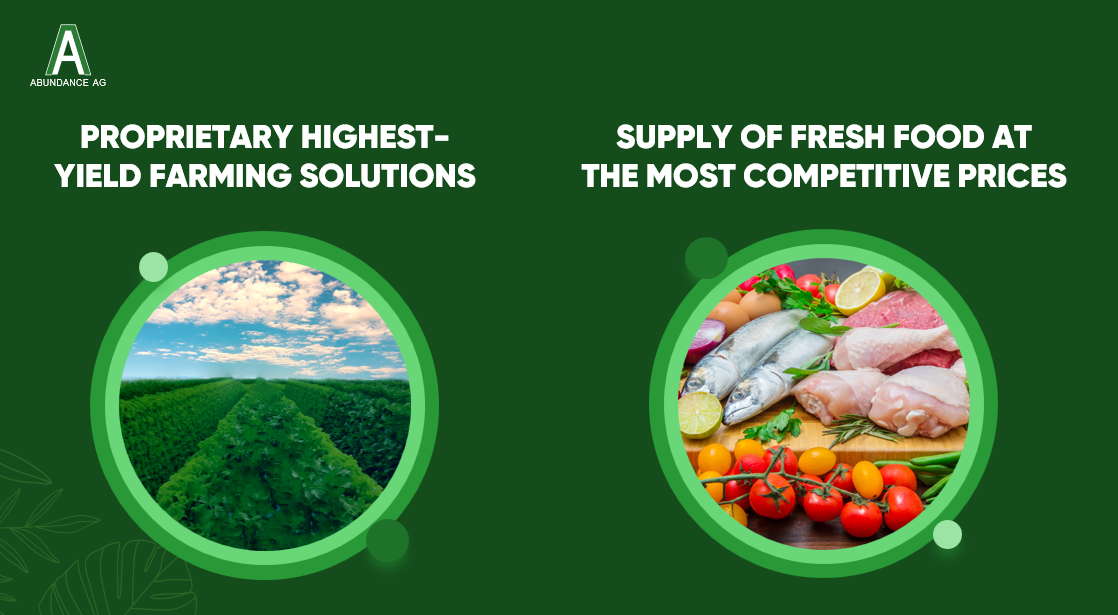 A
ABUNDANCE AG
PROPRIETARY HIGHEST-
YIELD FARMING SOLUTIONS
SUPPLY OF FRESH FOOD AT
THE MOST COMPETITIVE PRICES